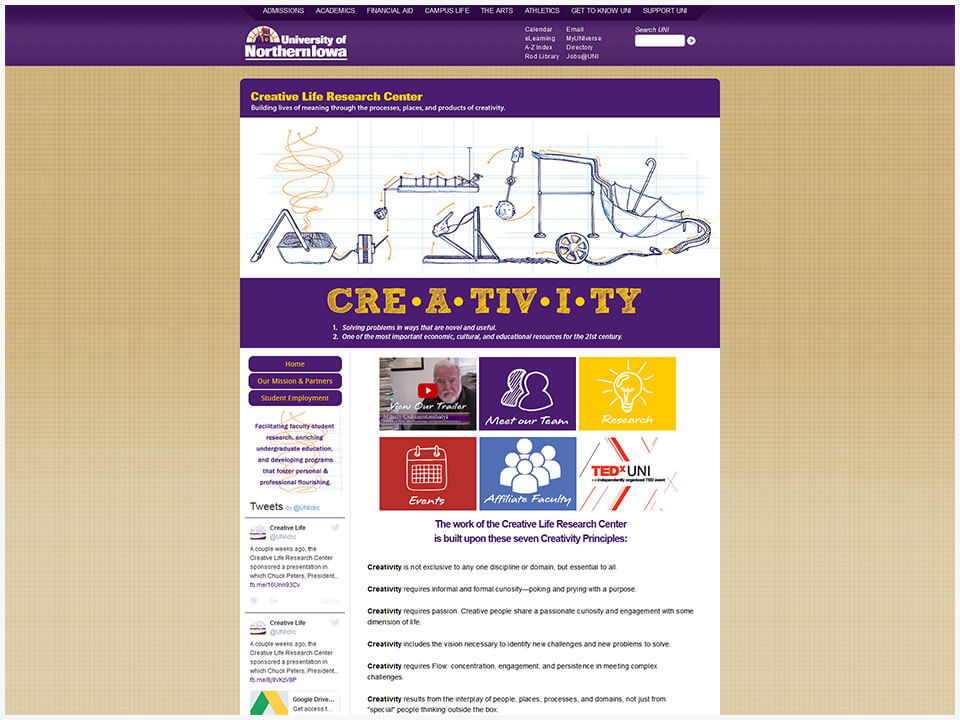 ADMISSIONS ACADEMICS FINANCIAL AID CAMPUS LIFE THE ARTS ATHLETICS GET TO KNOW UNI SUPPORT UNI
University of
Northern Iowa
Calendar Email
eLearning MyUNIverse
A-Z Index Directory
Rod Library Jobs@UNI
Search UNI
Creative Life Research Center
Building lives of meaning through the processes, places, and products of creativity.
CRE•A•TIV•I•TY
1. Solving problems in ways that are novel and useful.
2. One of the most important economic, cultural, and educational resources for the 21st century.
Home
Our Mission & Partners
Student Employment
Facilitating faculty-student
research, enriching
undergraduate education,
and developing programs
that foster personal &
professional flourishing.
Tweets by @UNIclrc
Creative Life
@UNIclrc
A couple weeks ago, the
Creative Life Research Center
sponsored a presentation in
which Chuck Peters, President...
fb.me/16Unn93Cv
Creative Life
@UNIclrc
A couple weeks ago, the
Creative Life Research Center
sponsored a presentation in
which Chuck Peters, President...
fb.me/8j9VKzVBP
Google Drive...
Get access t...
View Our Trailer
Mihaly Csikszentmihalyi
Meet our Team
Research
Events
Affiliate Faculty
TEDx UNI
x=independently organized TED event
The work of the Creative Life Research Center
is built upon these seven Creativity Principles:
Creativity is not exclusive to any one discipline or domain, but essential to all.
Creativity requires informal and formal curiosity—poking and prying with a purpose.
Creativity requires passion. Creative people share a passionate curiosity and engagement with some
dimension of life.
Creativity includes the vision necessary to identify new challenges and new problems to solve.
Creativity requires Flow: concentration, engagement, and persistence in meeting complex
challenges.
Creativity results from the interplay of people, places, processes, and domains, not just from
"special" people thinking outside the box.